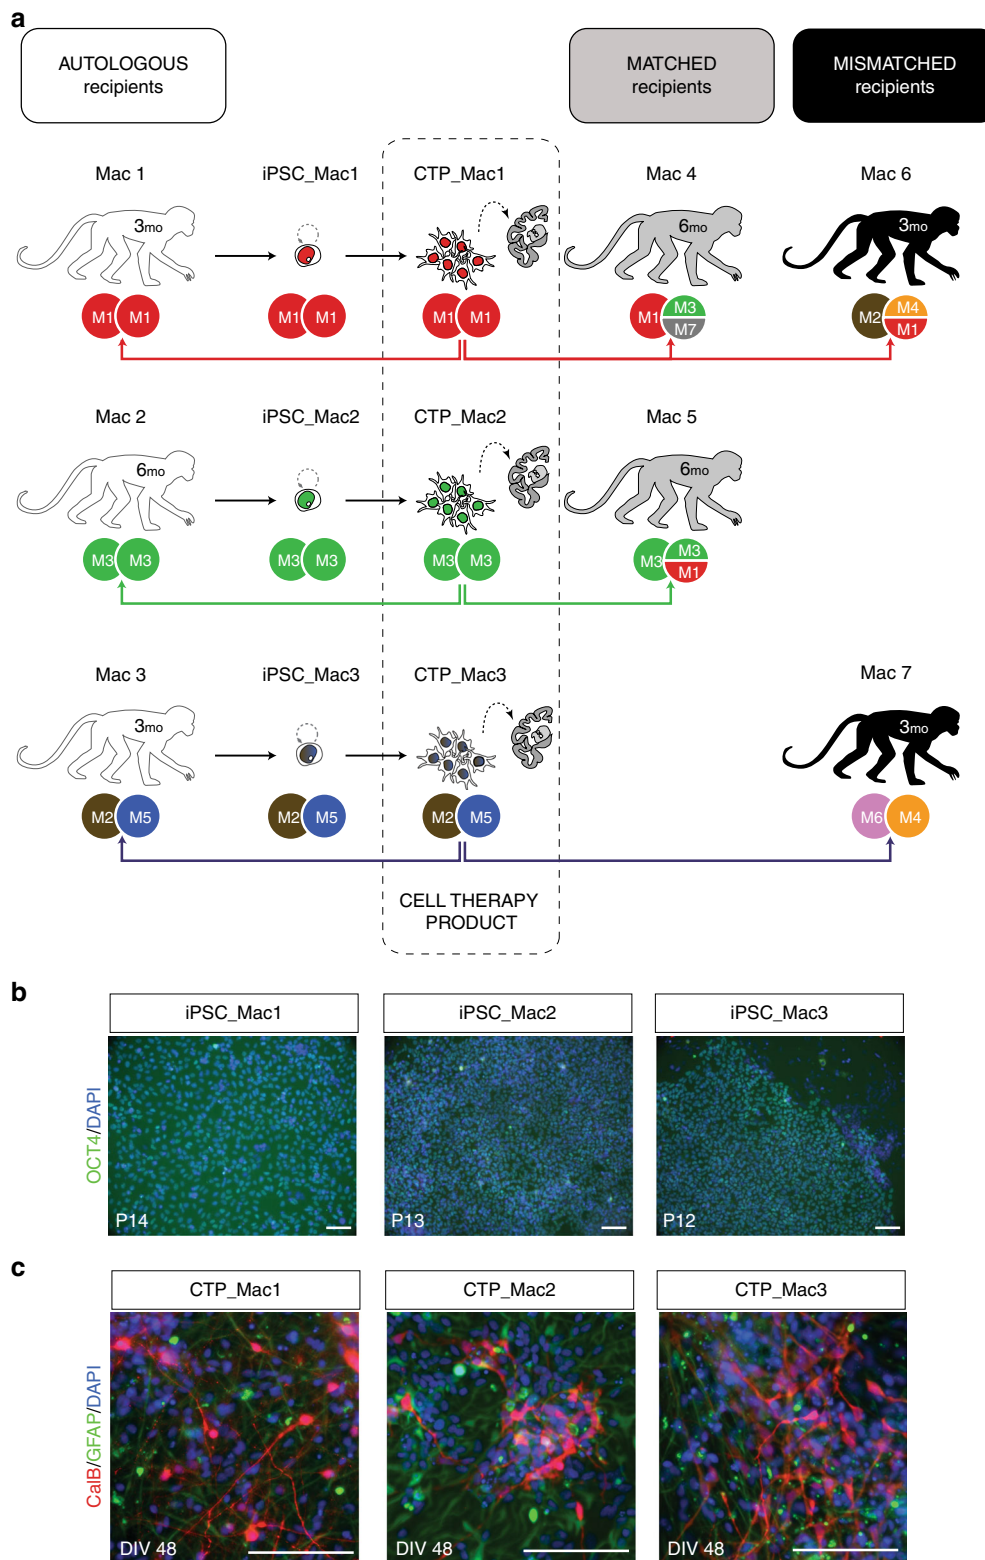 a
AUTOLOGOUS
recipients
MATCHED
recipients
MISMATCHED
recipients
Mac 1
iPSC_Mac1
CTP_Mac1
Mac 4
Mac 6
3mo
6mo
3mo
M1 M1
M1 M1
M1 M1
M1 M3 M7
M2 M4 M1
Mac 2
iPSC_Mac2
CTP_Mac2
Mac 5
6mo
6mo
M3 M3
M3 M3
M3 M3
M3 M3 M1
Mac 3
iPSC_Mac3
CTP_Mac3
Mac 7
3mo
3mo
M2 M5
M2 M5
M2 M5
M6 M4
CELL THERAPY
PRODUCT
b
iPSC_Mac1
iPSC_Mac2
iPSC_Mac3
OCT4/DAPI
P14
P13
P12
c
CTP_Mac1
CTP_Mac2
CTP_Mac3
CalB/GFAP/DAPI
DIV 48
DIV 48
DIV 48